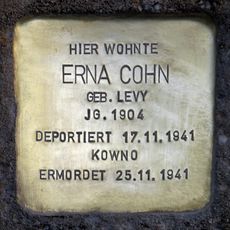 HIER WOHNTE
ERNA COHN
GEB. LEVY
JG. 1904
DEPORTIERT 17.11.1941
KOWNO
ERMORDET 25.11.1941